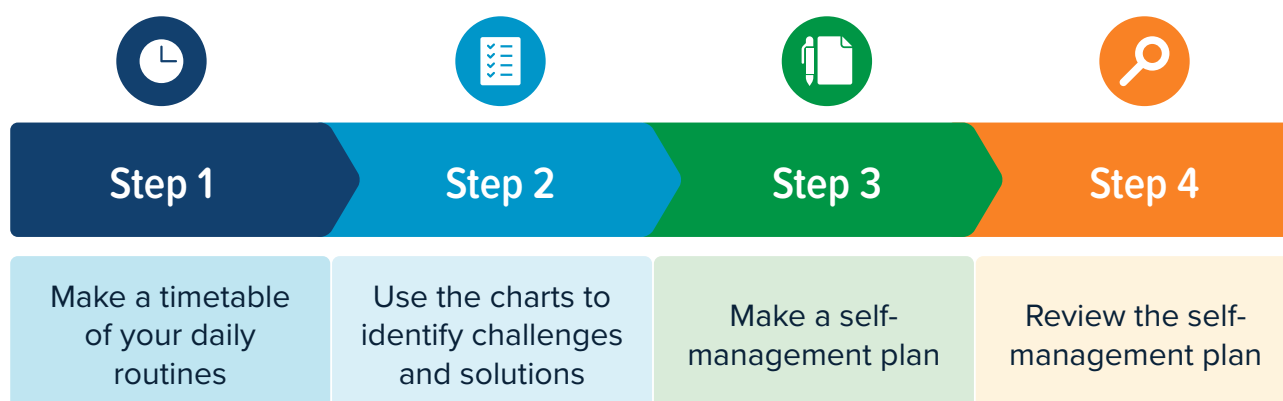 Step 1
Step 2
Step 3
Step 4
Make a timetable
of your daily
routines
Use the charts to
identify challenges
and solutions
Make a self-
management plan
Review the self-
management plan